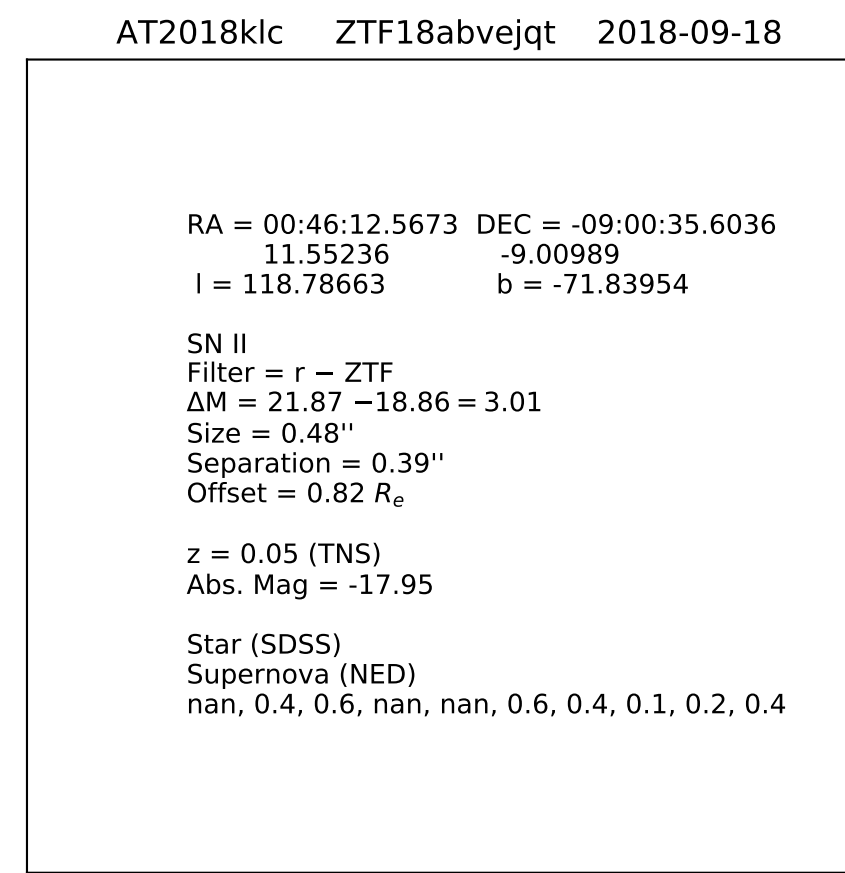 AT2018klc ZTF18abvejqt 2018-09-18
RA = 00:46:12.5673 DEC = -09:00:35.6036
11.55236 -9.00989
l = 118.78663 b = -71.83954
SN II
Filter = r − ZTF
ΔM = 21.87 −18.86 = 3.01
Size = 0.48''
Separation = 0.39''
Offset = 0.82 Rₑ
z = 0.05 (TNS)
Abs. Mag = -17.95
Star (SDSS)
Supernova (NED)
nan, 0.4, 0.6, nan, nan, 0.6, 0.4, 0.1, 0.2, 0.4